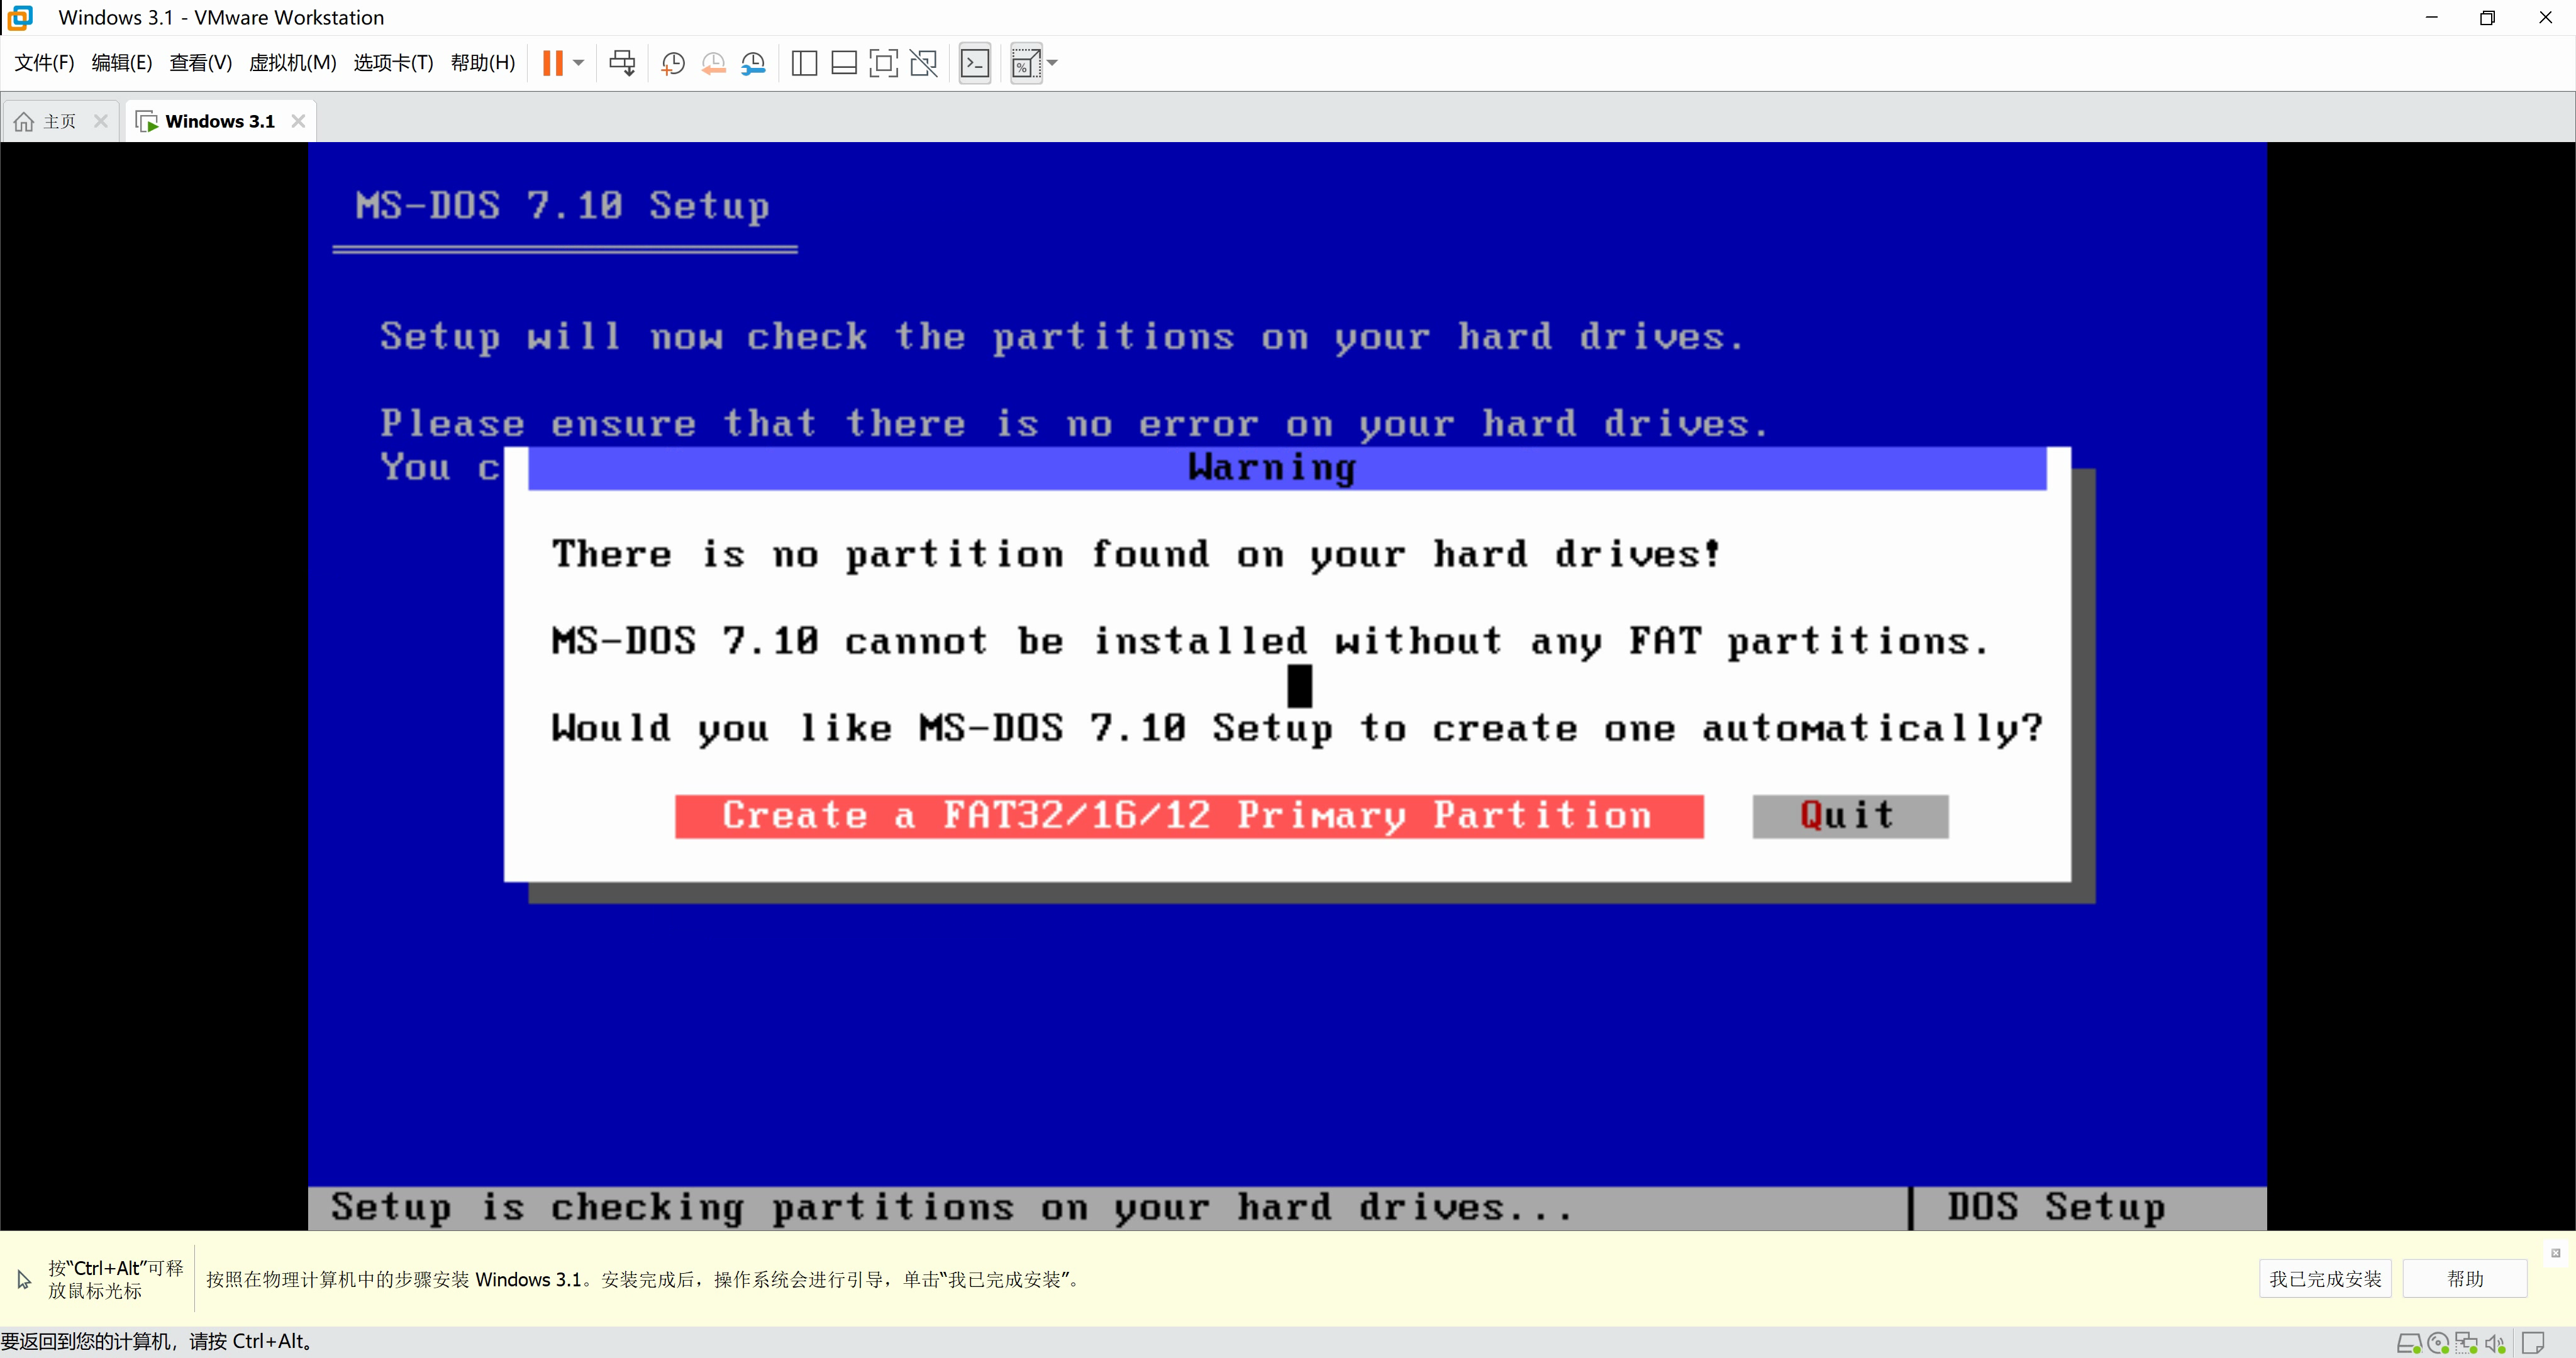 Windows 3.1 - VMware Workstation
文件(F) 编辑(E) 查看(V) 虚拟机(M) 选项卡(T) 帮助(H)
主页 Windows 3.1
MS-DOS 7.10 Setup
Setup will now check the partitions on your hard drives.
Please ensure that there is no error on your hard drives.
You c
Warning
There is no partition found on your hard drives!
MS-DOS 7.10 cannot be installed without any FAT partitions.
Would you like MS-DOS 7.10 Setup to create one automatically?
Create a FAT32/16/12 Primary Partition Quit
Setup is checking partitions on your hard drives... DOS Setup
按“Ctrl+Alt”可释
放鼠标光标
按照在物理计算机中的步骤安装 Windows 3.1。安装完成后，操作系统会进行引导，单击“我已完成安装”。
我已完成安装 帮助
要返回到您的计算机，请按 Ctrl+Alt。